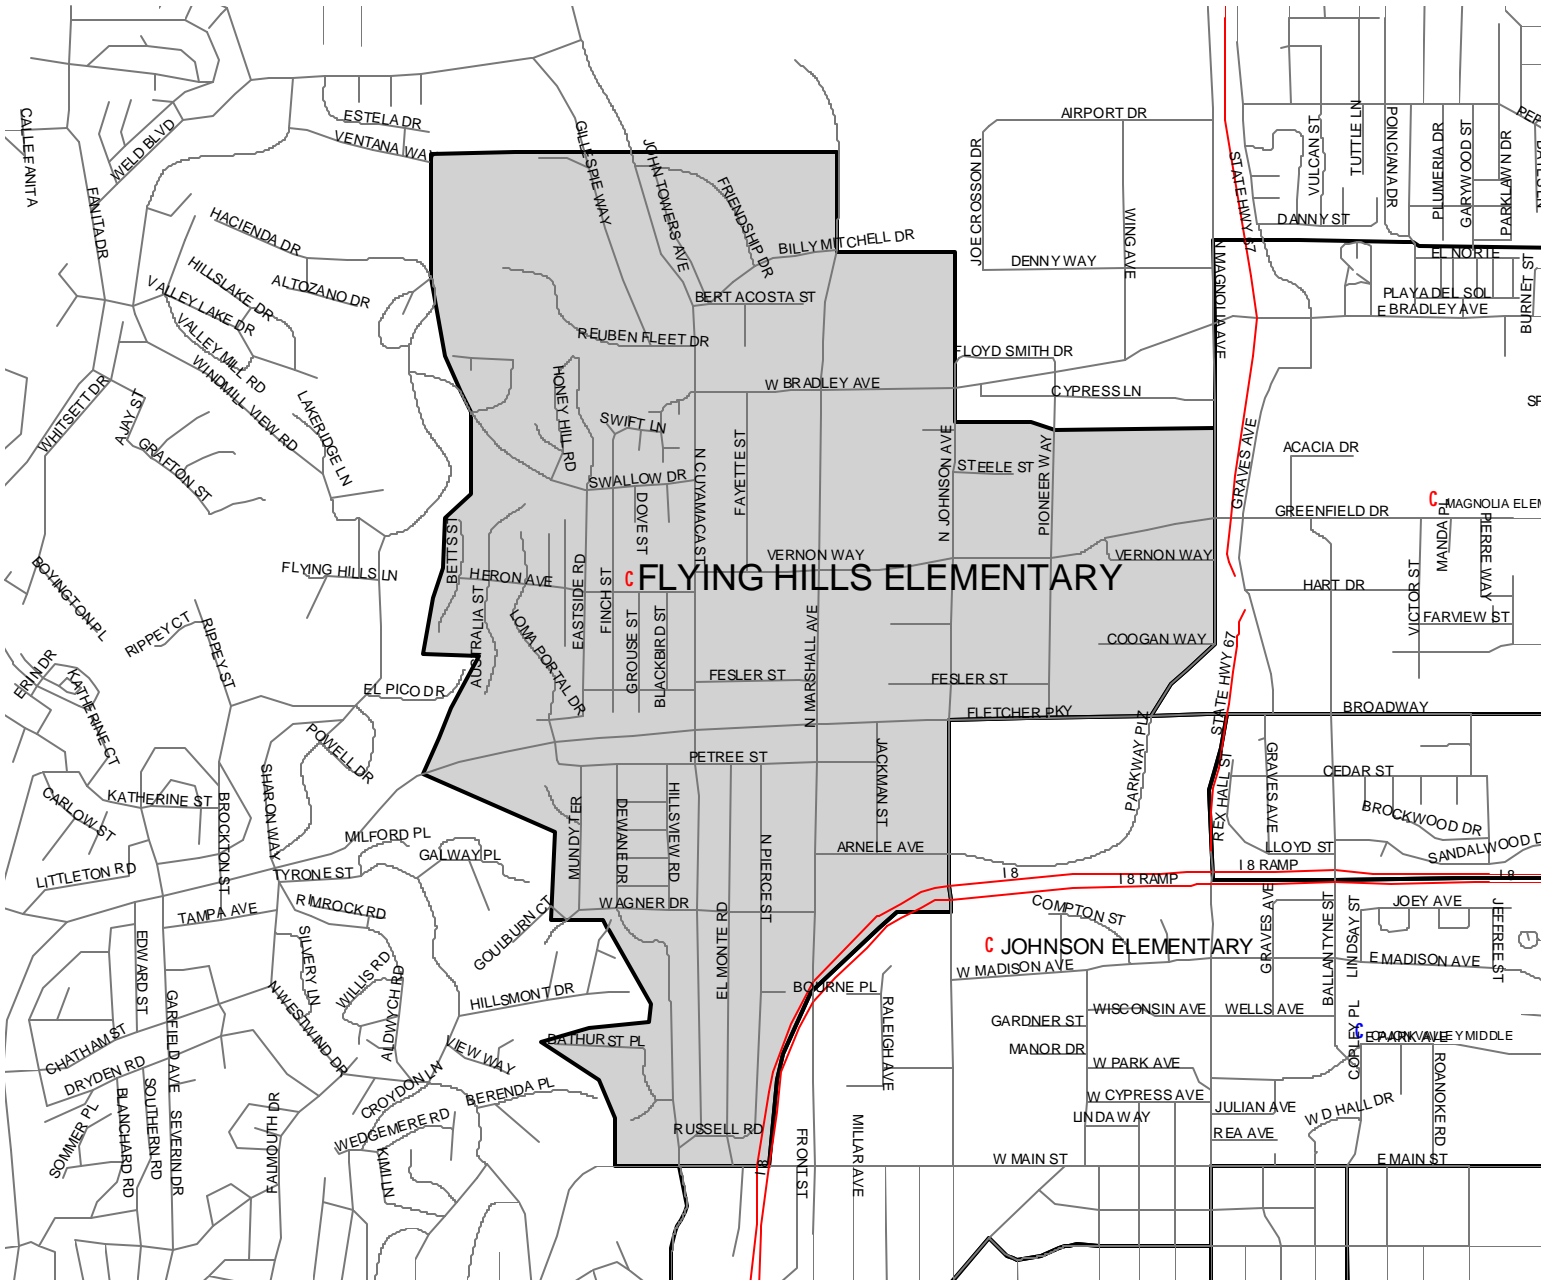 CALLE FANITA
WELD BLVD
ESTELA DR
VENTANA WA
FANITA DR
HACIENDA DR
HILLSLAKE DR
ALTOZANO DR
VALLEY LAKE DR
VALLEY MILL RD
WINDMILL VIEW RD
WHITSETT DR
AJAY ST
GRAFTON ST
LAKERIDGE LN
GILLESPIE WAY
JOHN TOWERS AVE
FRIENDSHIP DR
BILLY MITCHELL DR
BERT ACOSTA ST
REUBEN FLEET DR
AIRPORT DR
JOE CROSSON DR
WING AVE
DENNY WAY
STATE HWY 67
N MAGNOLIA AVE
VULCAN ST
TUTTLE LN
POINCIANA DR
PLUMERIA DR
GARYWOOD ST
PARKLAWN DR
PEP
DANNY ST
EL NORTE
PLAYA DEL SOL
E BRADLEY AVE
BURNET ST
SP
FLOYD SMITH DR
CYPRESS LN
W BRADLEY AVE
HONEY HILL RD
SWIFT LN
SWALLOW DR
DOVE ST
N CUYAMACA ST
FAYETTE ST
N JOHNSON AVE
STEELE ST
PIONEER WAY
GRAVES AVE
ACACIA DR
GREENFIELD DR
MAGNOLIA ELEM
MANDA PL
PIERRE WAY
VERNON WAY
VERNON WAY
HART DR
VICTOR ST
FARVIEW ST
BETTS ST
HERON AVE
FLYING HILLS LN
FLYING HILLS ELEMENTARY
EASTSIDE RD
FINCH ST
GROUSE ST
BLACKBIRD ST
AUSTRALIA ST
LOMA PORTAL DR
N MARSHALL AVE
FESLER ST
FESLER ST
COOGAN WAY
FLETCHER PKY
BROADWAY
STATE HWY 67
BOYINGTON PL
RIPPEY CT
RIPPEY ST
ERIN DR
KATHERINE CT
EL PICO DR
POWELL DR
PETREE ST
JACKMAN ST
PARKWAY PLZ
REX HALL ST
GRAVES AVE
CEDAR ST
BROCKWOOD DR
SANDALWOOD D
LLOYD ST
CARLOW ST
KATHERINE ST
BROCKTON ST
SHARON WAY
MILFORD PL
GALWAY PL
MUNDY TER
DEWANE DR
HILLSVIEW RD
N PIERCE ST
ARNELE AVE
LITTLETON RD
TYRONE ST
TAMPA AVE
RIMROCK RD
GOULBURN CT
WAGNER DR
EL MONTE RD
I 8
I 8 RAMP
I 8 RAMP
I 8
COMPTON ST
JOHNSON ELEMENTARY
GRAVES AVE
BALLANTYNE ST
LINDSAY ST
JOEY AVE
JEFFREE ST
W MADISON AVE
E MADISON AVE
EDWARD ST
GARFIELD AVE
SILVERY LN
WILLIS RD
ALDWYCH RD
HILLSMONT DR
BOURNE PL
RALEIGH AVE
N WESTWIND DR
VIEW WAY
BATHURST PL
WISCONSIN AVE
WELLS AVE
GARDNER ST
MANOR DR
W PARK AVE
E PARK AVE
COPLEY PL
ROANOKE RD
CHATHAM ST
DRYDEN RD
CROYDON LN
BERENDA PL
W CYPRESS AVE
LINDA WAY
JULIAN AVE
W D HALL DR
REA AVE
SOMMER PL
BLANCHARD RD
SOUTHERN RD
SEVERIN DR
FALMOUTH DR
WEDGEMERE RD
KIMI LN
RUSSELL RD
I 8
FRONT ST
MILLAR AVE
W MAIN ST
E MAIN ST